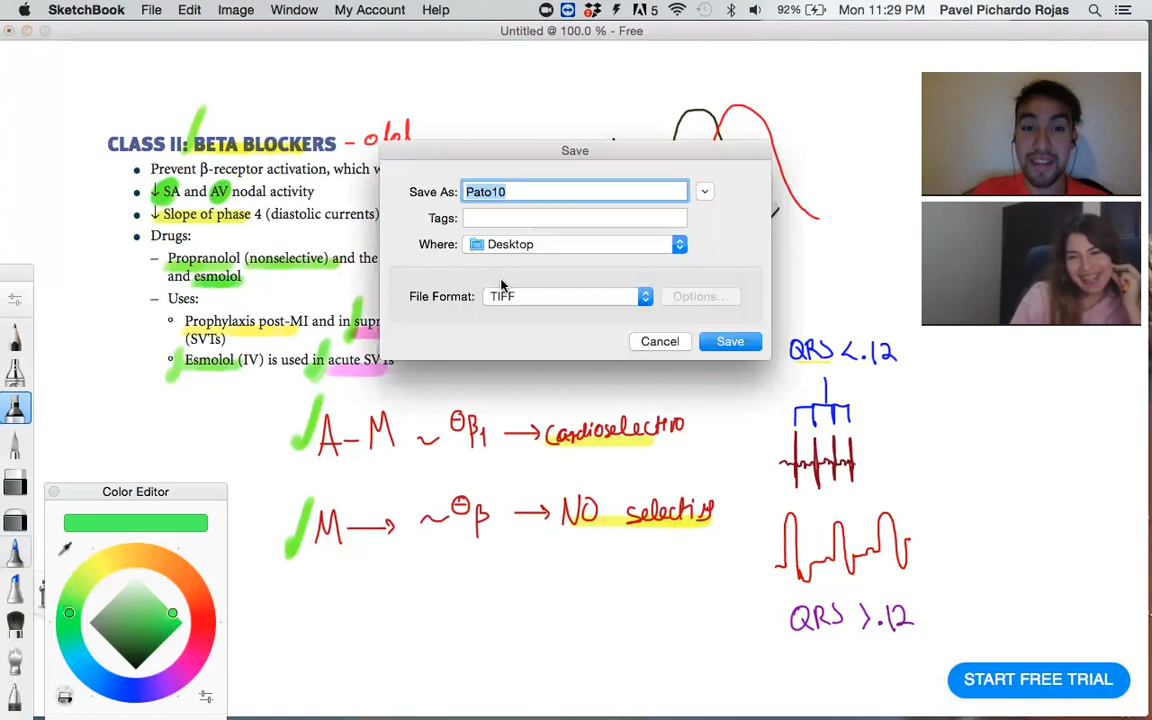 SketchBook File Edit Image Window My Account Help 5 92% Mon 11:29 PM Pavel Pichardo Rojas
Untitled @ 100.0 % - Free
CLASS II: BETA BLOCKERS - olol
Prevent β-receptor activation, which w
↓ SA and AV nodal activity
↓ Slope of phase 4 (diastolic currents)
Drugs:
– Propranolol (nonselective) and the
and esmolol
– Uses:
Prophylaxis post-MI and in supr
(SVTs)
Esmolol (IV) is used in acute SVTs
Save
Save As: Pato10
Tags:
Where: Desktop
File Format: TIFF Options...
Cancel Save
QRS <.12
A-M ~ ⊖β1 → cardioselectivo
M → ~ ⊖β → NO selectivo
QRS >.12
Color Editor
START FREE TRIAL